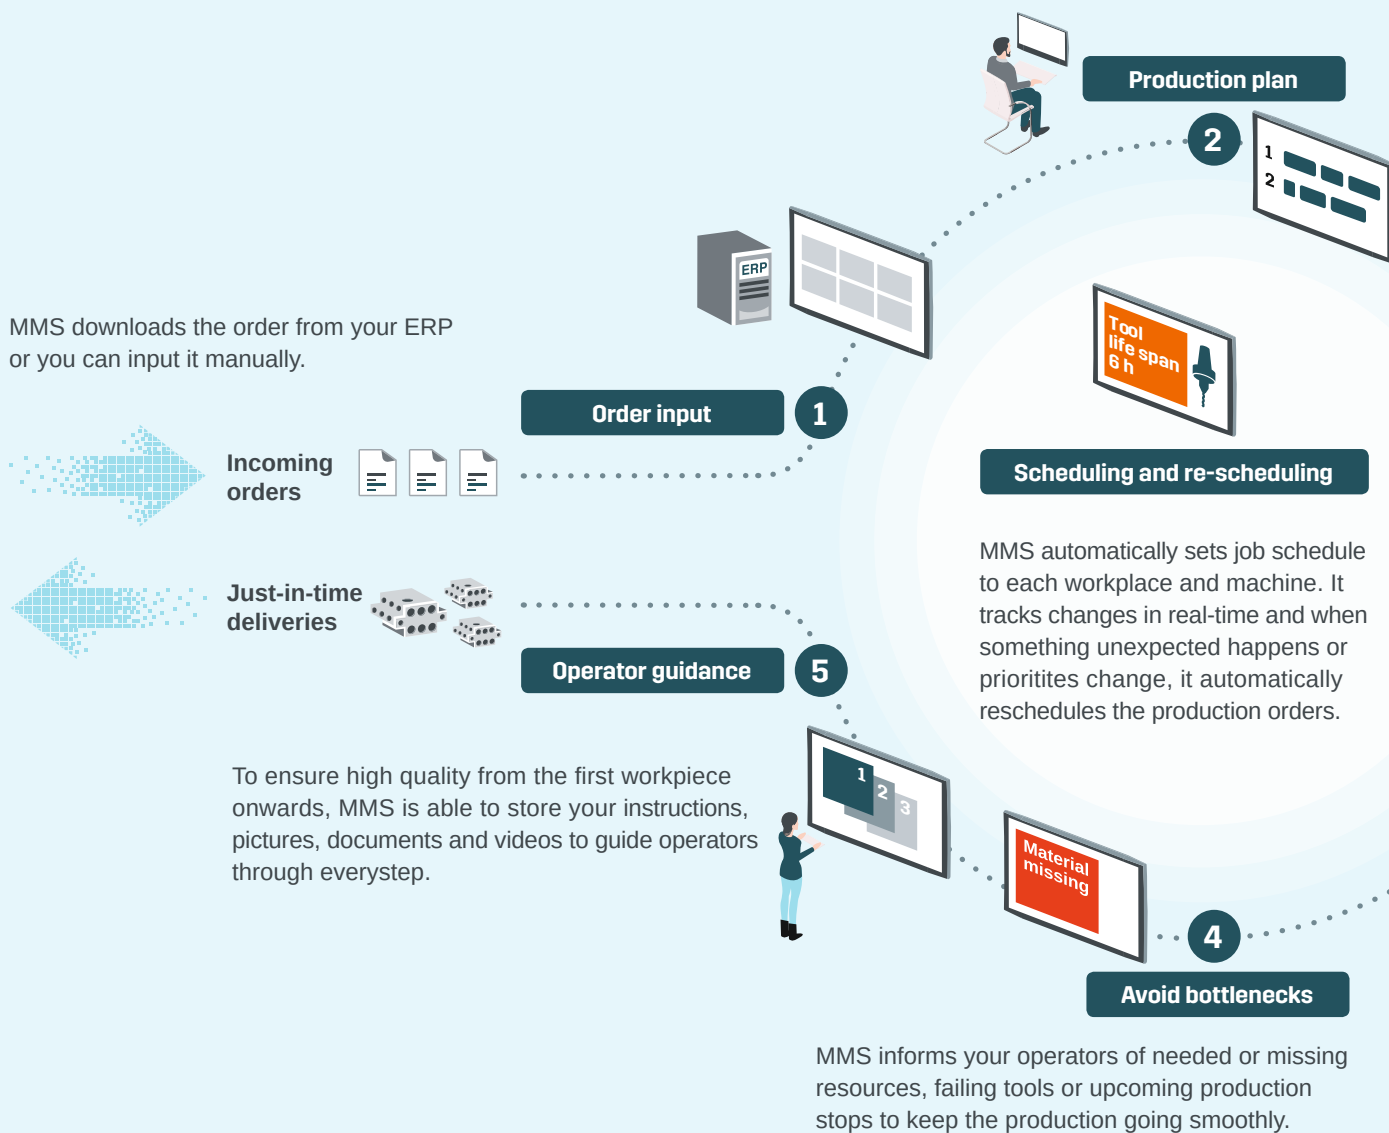 Production plan
2
1
2
ERP
MMS downloads the order from your ERP
or you can input it manually.
Order input
1
Incoming
orders
Tool
life span
6 h
Scheduling and re-scheduling
MMS automatically sets job schedule
to each workplace and machine. It
tracks changes in real-time and when
something unexpected happens or
prioritites change, it automatically
reschedules the production orders.
Just-in-time
deliveries
Operator guidance
5
To ensure high quality from the first workpiece
onwards, MMS is able to store your instructions,
pictures, documents and videos to guide operators
through everystep.
1
2
3
Material
missing
4
Avoid bottlenecks
MMS informs your operators of needed or missing
resources, failing tools or upcoming production
stops to keep the production going smoothly.